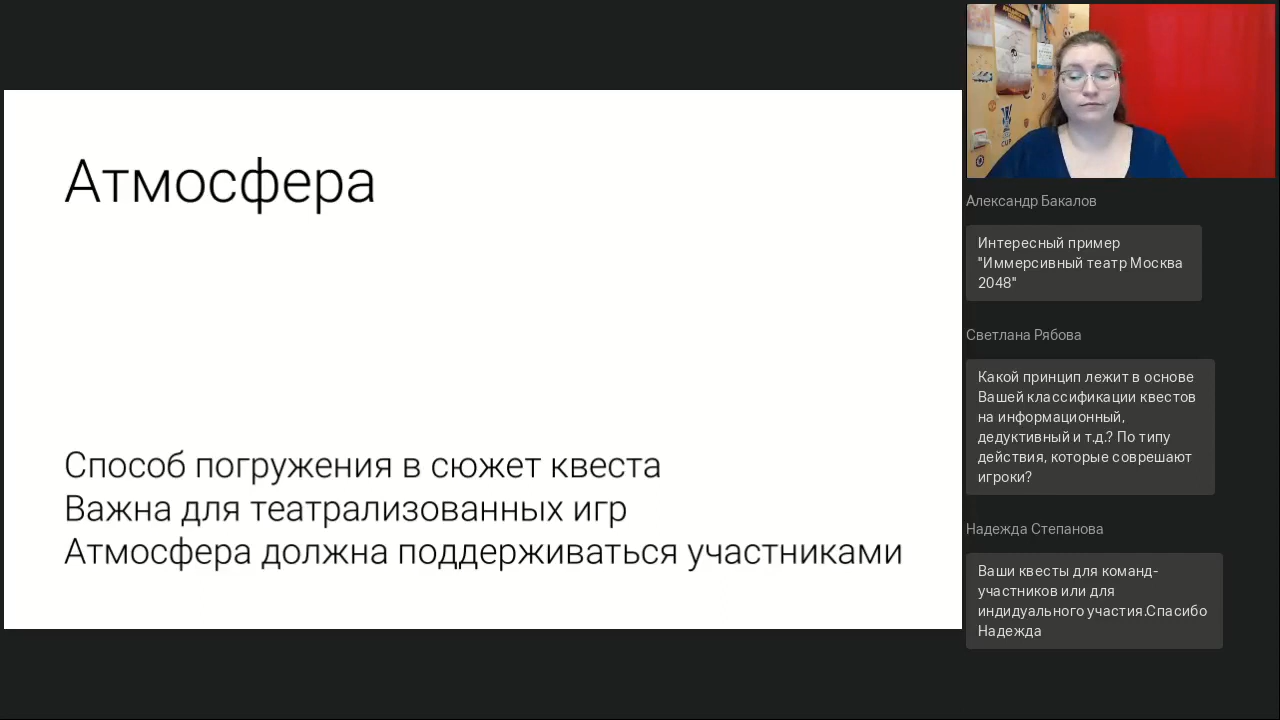 Атмосфера
Способ погружения в сюжет квеста
Важна для театрализованных игр
Атмосфера должна поддерживаться участниками
CUP
Александр Бакалов
Интересный пример
"Иммерсивный театр Москва
2048"
Светлана Рябова
Какой принцип лежит в основе
Вашей классификации квестов
на информационный,
дедуктивный и т.д.? По типу
действия, которые соврешают
игроки?
Надежда Степанова
Ваши квесты для команд-
участников или для
индидуального участия.Спасибо
Надежда